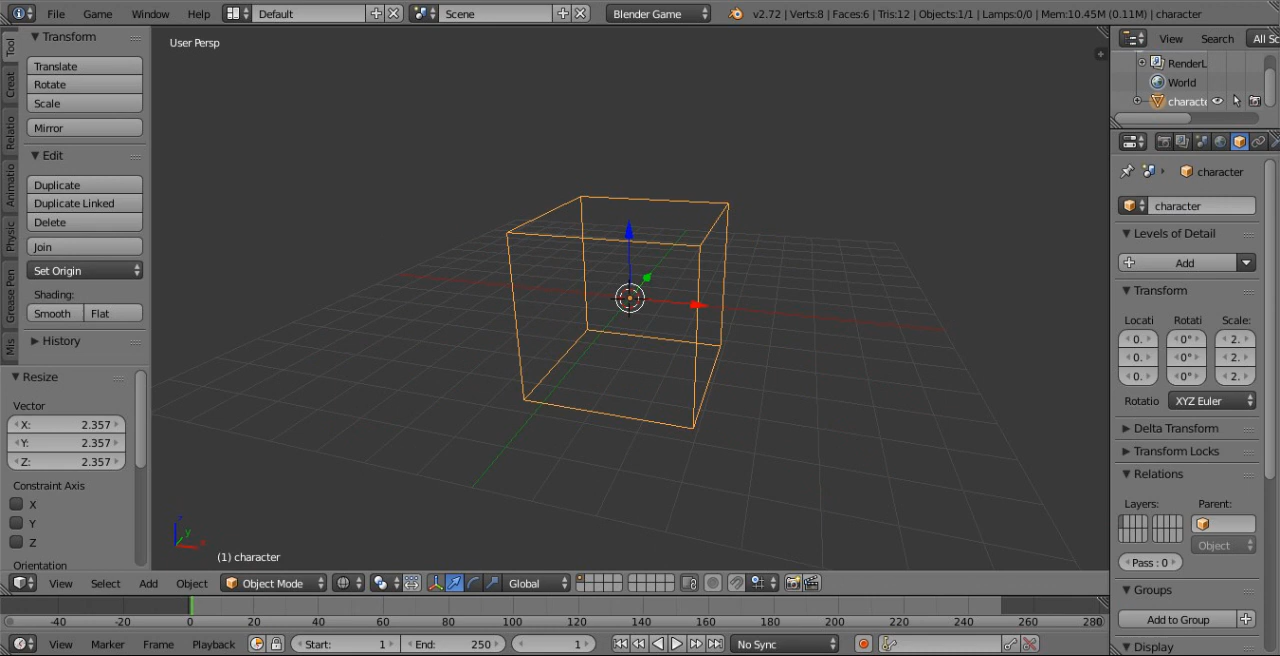 File Game Window Help Default Scene Blender Game v2.72 | Verts:8 | Faces:6 | Tris:12 | Objects:1/1 | Lamps:0/0 | Mem:10.45M (0.11M) | character
Tool
Creat
Relatio
Animatio
Physic
Grease Pen
Mis
Transform
Translate
Rotate
Scale
Mirror
Edit
Duplicate
Duplicate Linked
Delete
Join
Set Origin
Shading:
Smooth Flat
History
Resize
Vector
X: 2.357
Y: 2.357
Z: 2.357
Constraint Axis
X
Y
Z
Orientation
User Persp
z
y
x
(1) character
View Search All Sc
RenderL
World
characte
character
character
Levels of Detail
Add
Transform
Locati Rotati Scale:
0. 0° 2.
0. 0° 2.
0. 0° 2.
Rotatio XYZ Euler
Delta Transform
Transform Locks
Relations
Layers: Parent:
Object
Pass : 0
Groups
Add to Group
Display
View Select Add Object Object Mode Global
-40 -20 0 20 40 60 80 100 120 140 160 180 200 220 240 260 280
View Marker Frame Playback Start: 1 End: 250 1 No Sync